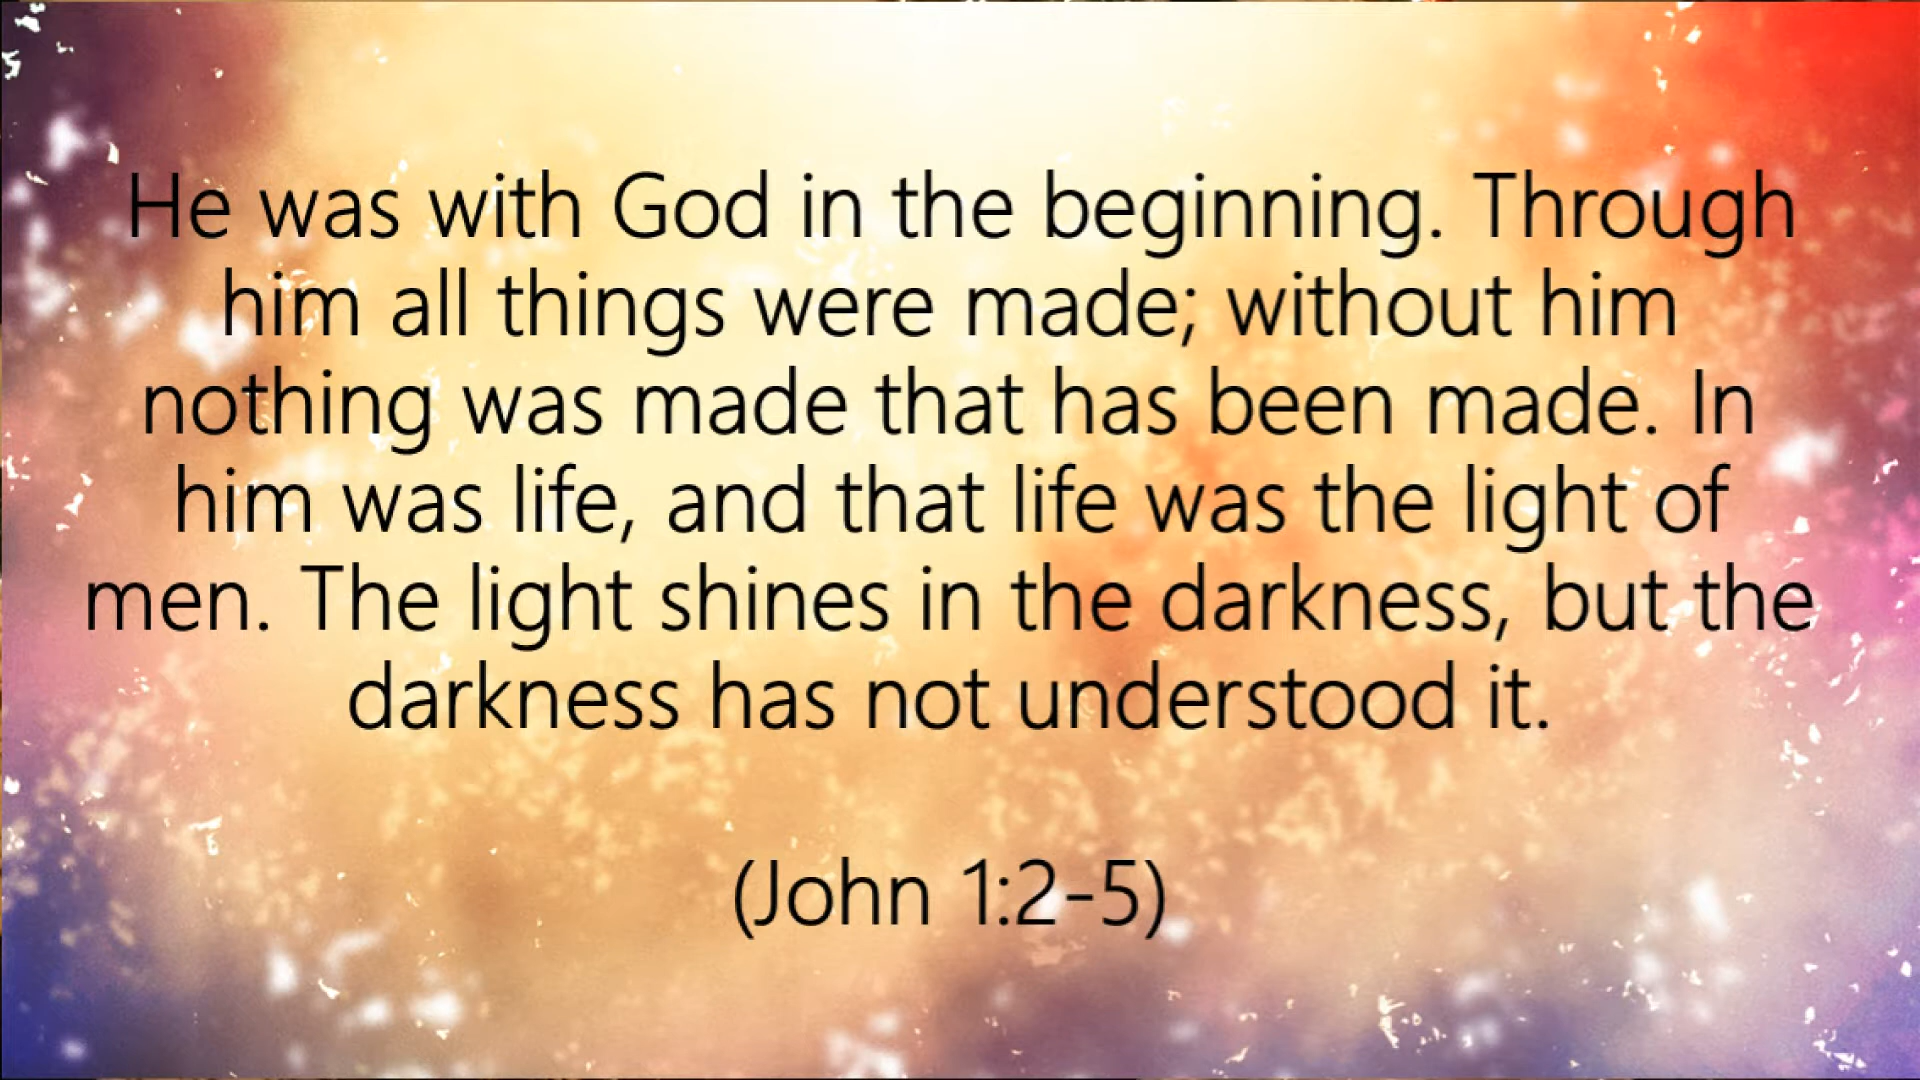 He was with God in the beginning. Through
him all things were made; without him
nothing was made that has been made. In
him was life, and that life was the light of
men. The light shines in the darkness, but the
darkness has not understood it.
(John 1:2-5)